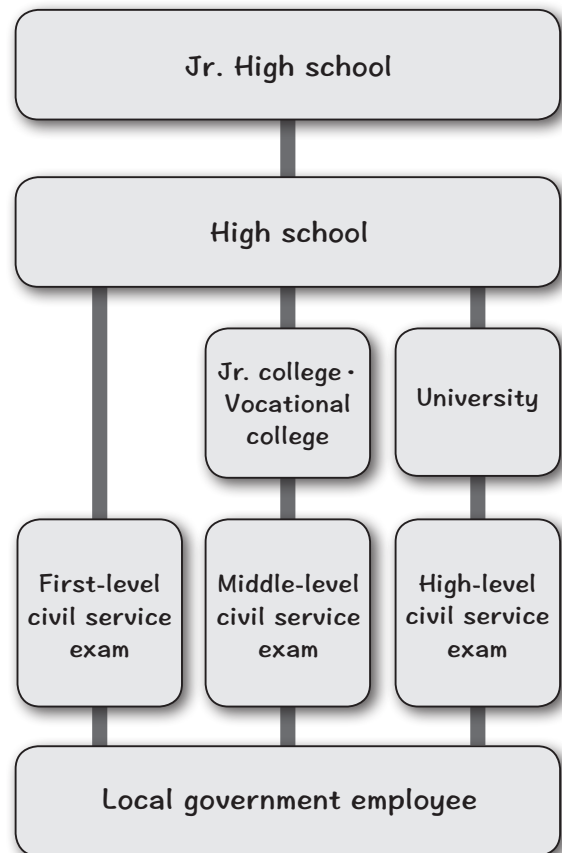 Jr. High school
High school
Jr. college・
Vocational
college
University
First-level
civil service
exam
Middle-level
civil service
exam
High-level
civil service
exam
Local government employee